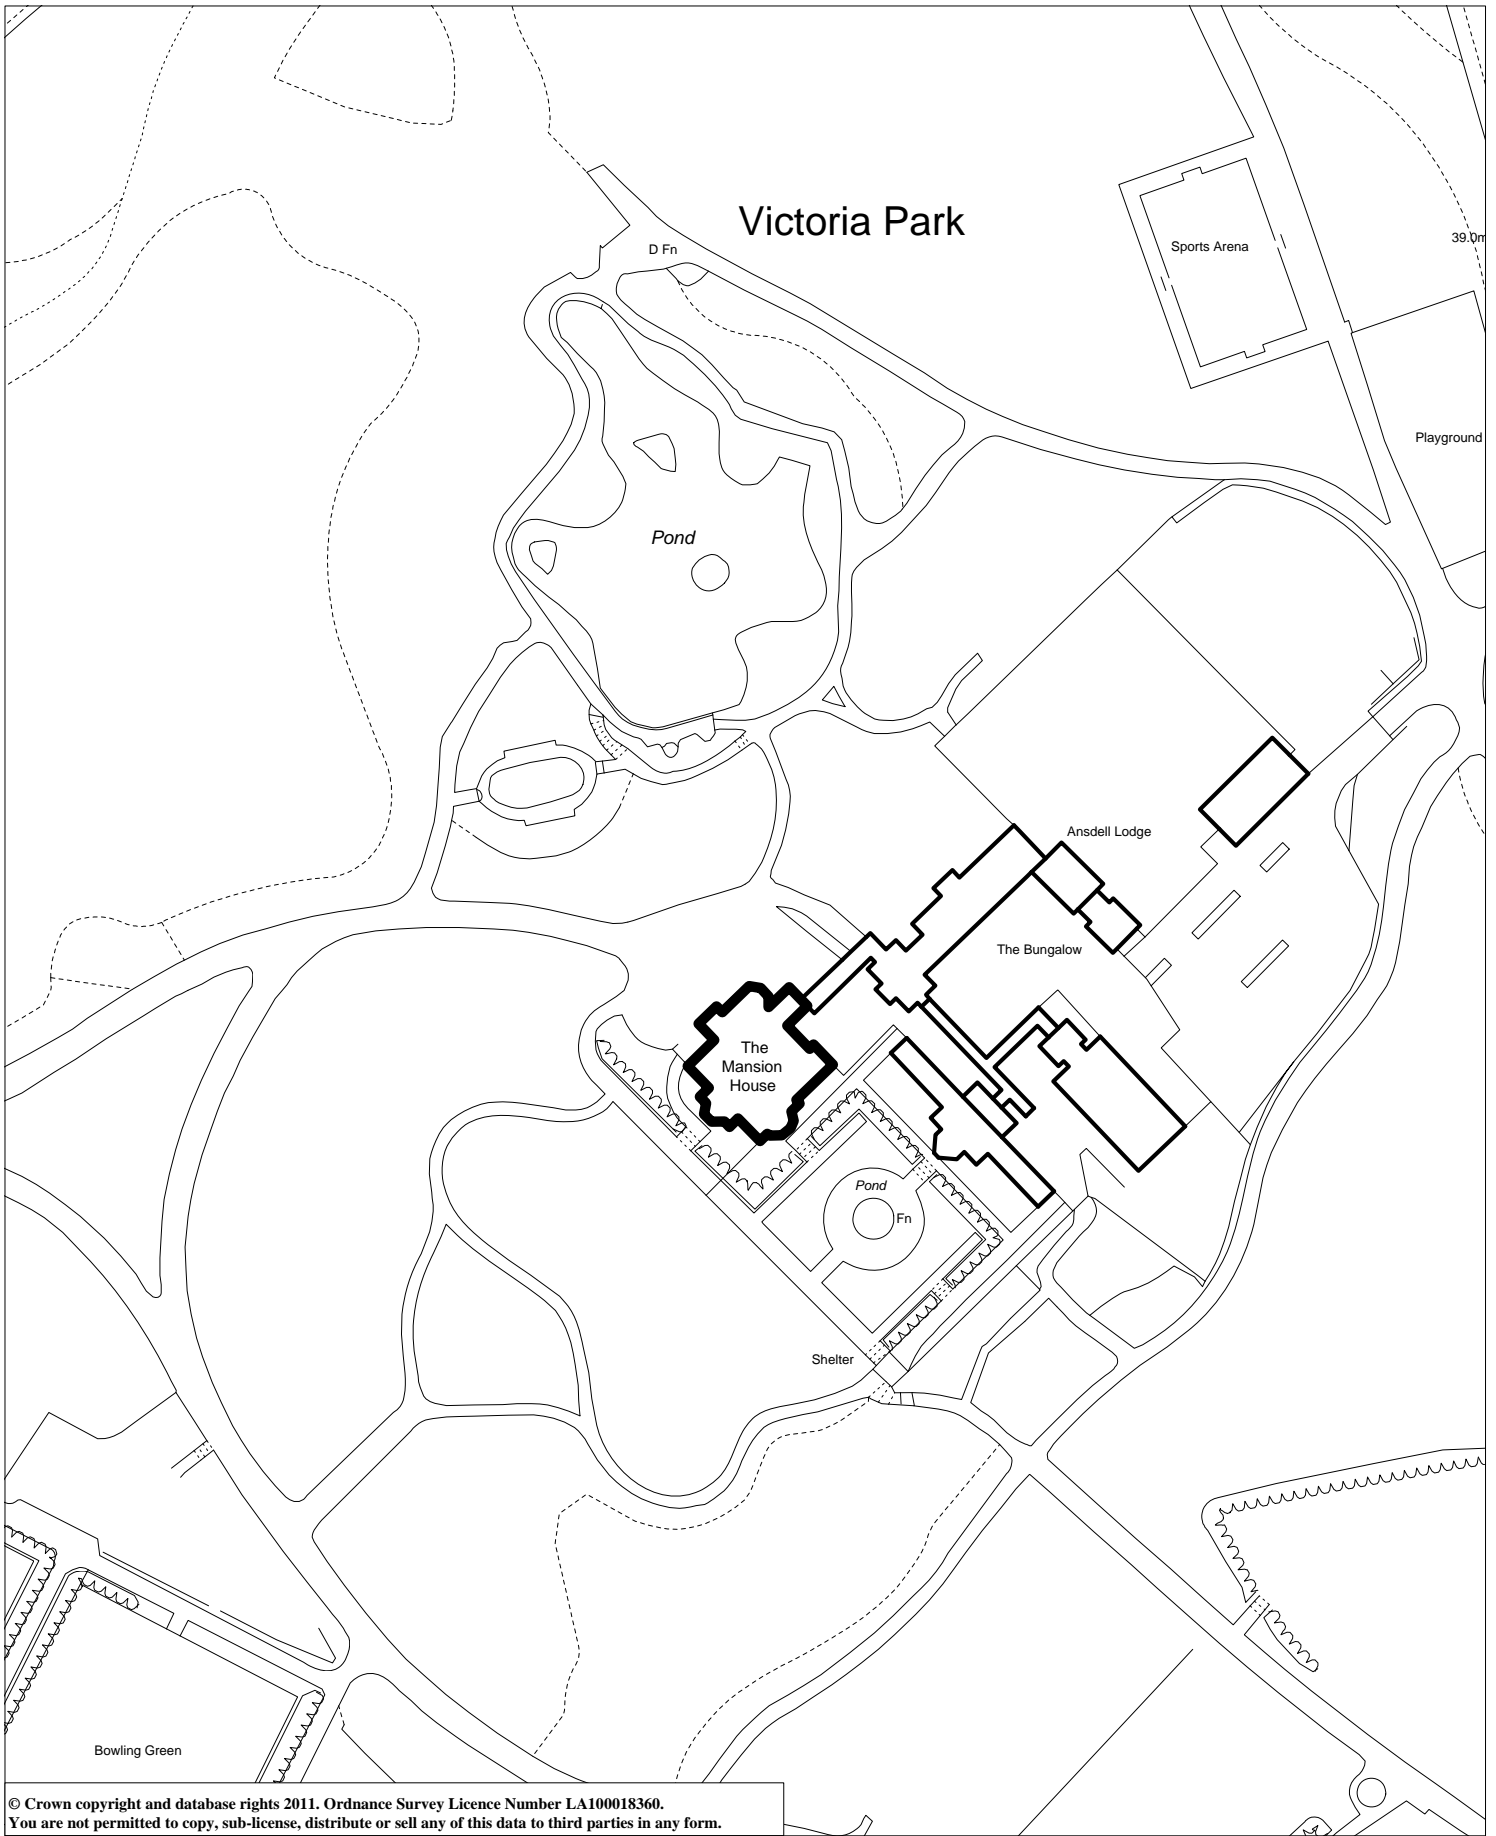 Victoria Park
D Fn
Sports Arena
39.0m
Playground
Pond
Ansdell Lodge
The Bungalow
The
Mansion
House
Pond
Fn
Shelter
Bowling Green
© Crown copyright and database rights 2011. Ordnance Survey Licence Number LA100018360.
You are not permitted to copy, sub-license, distribute or sell any of this data to third parties in any form.